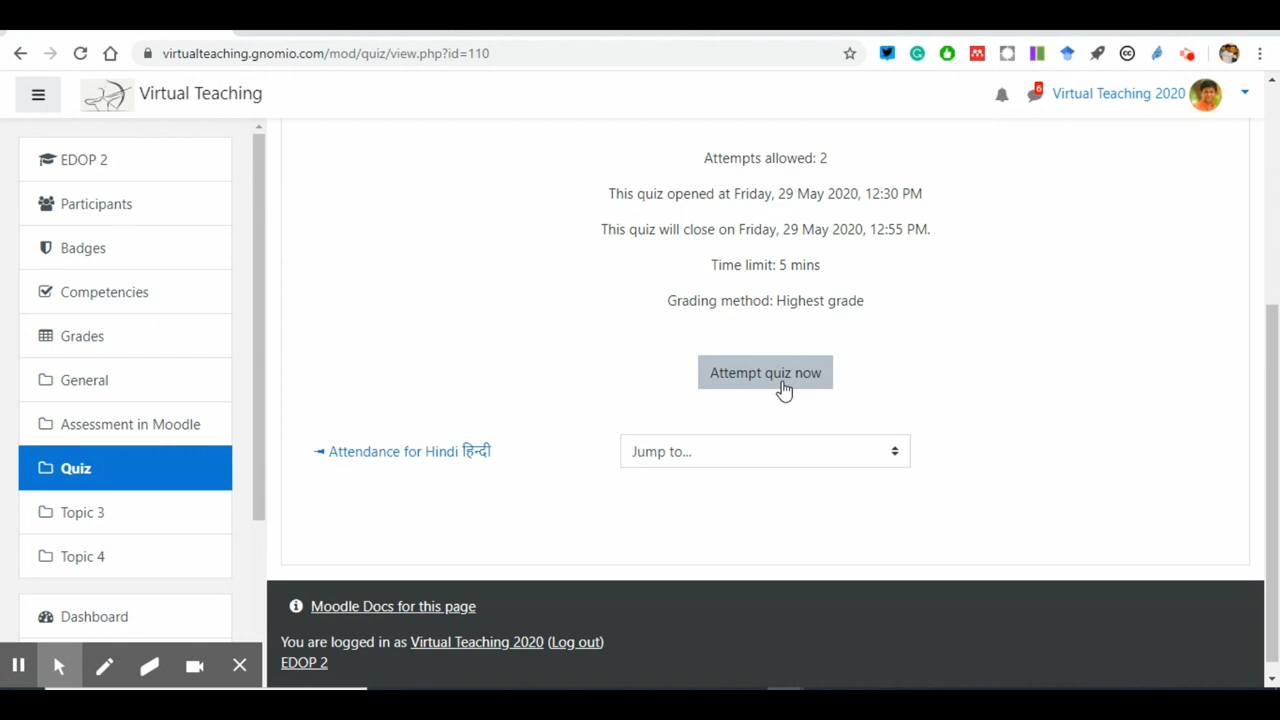 virtualteaching.gnomio.com/mod/quiz/view.php?id=110
Virtual Teaching
6
Virtual Teaching 2020
EDOP 2
Participants
Badges
Competencies
Grades
General
Assessment in Moodle
Quiz
Topic 3
Topic 4
Dashboard
Attempts allowed: 2
This quiz opened at Friday, 29 May 2020, 12:30 PM
This quiz will close on Friday, 29 May 2020, 12:55 PM.
Time limit: 5 mins
Grading method: Highest grade
Attempt quiz now
◄ Attendance for Hindi हिन्दी
Jump to...
Moodle Docs for this page
You are logged in as Virtual Teaching 2020 (Log out)
EDOP 2